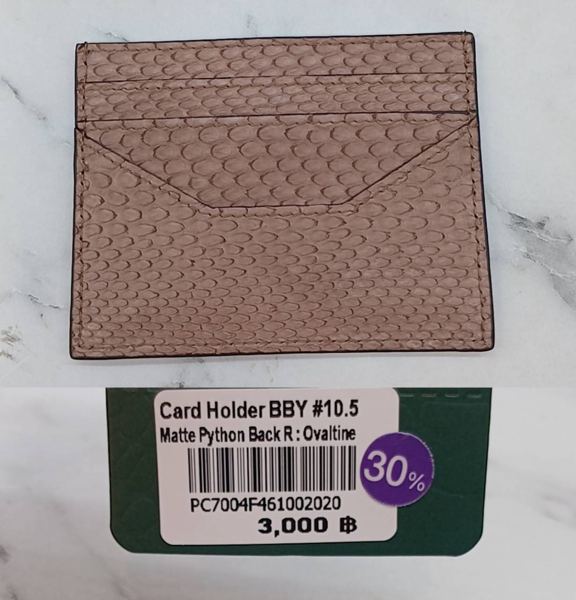 Card Holder BBY #10.5
Matte Python Back R : Ovaltine
30%
PC7004F461002020
3,000 ฿